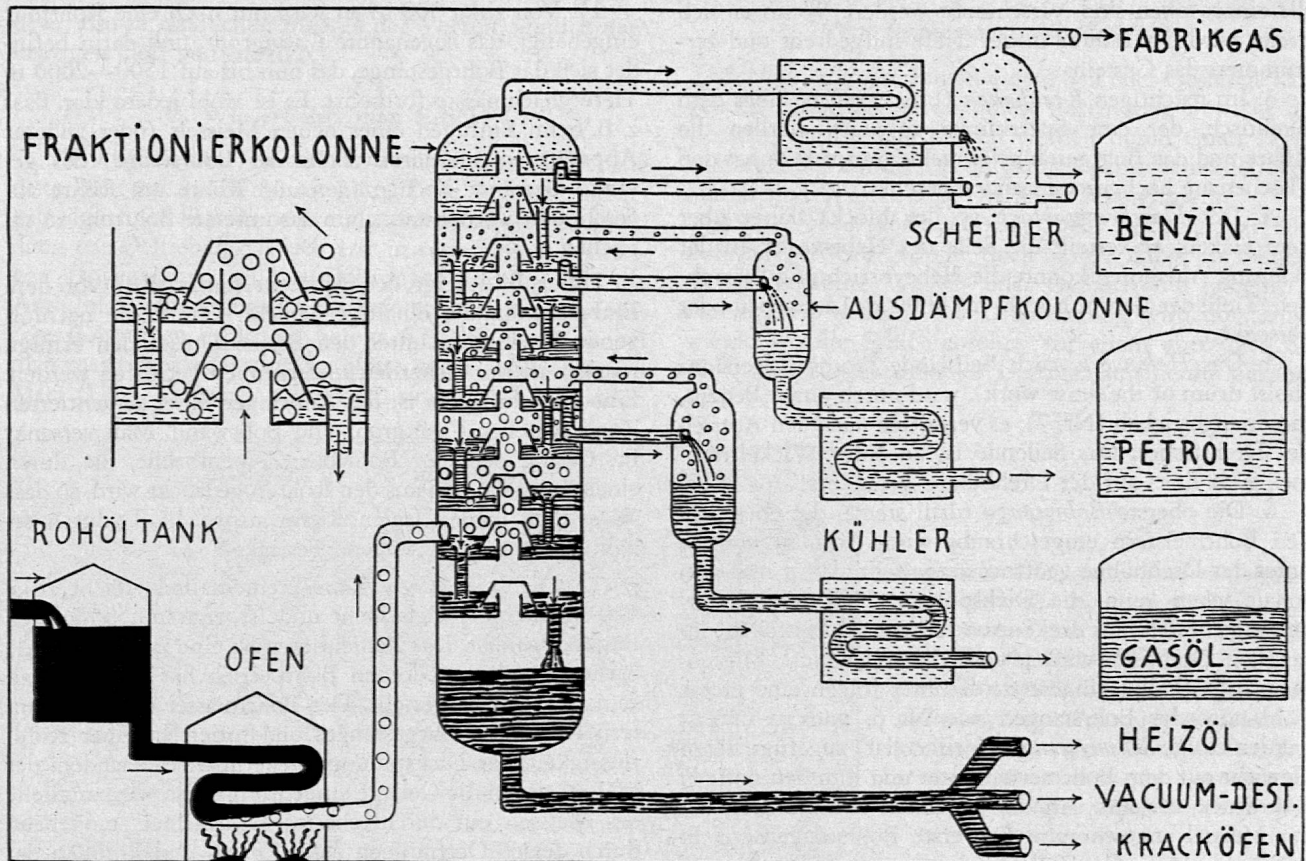 FABRIKGAS
FRAKTIONIERKOLONNE
SCHEIDER
BENZIN
AUSDÄMPFKOLONNE
PETROL
ROHÖLTANK
KÜHLER
OFEN
GASÖL
HEIZÖL
VACUUM-DEST.
KRACKÖFEN